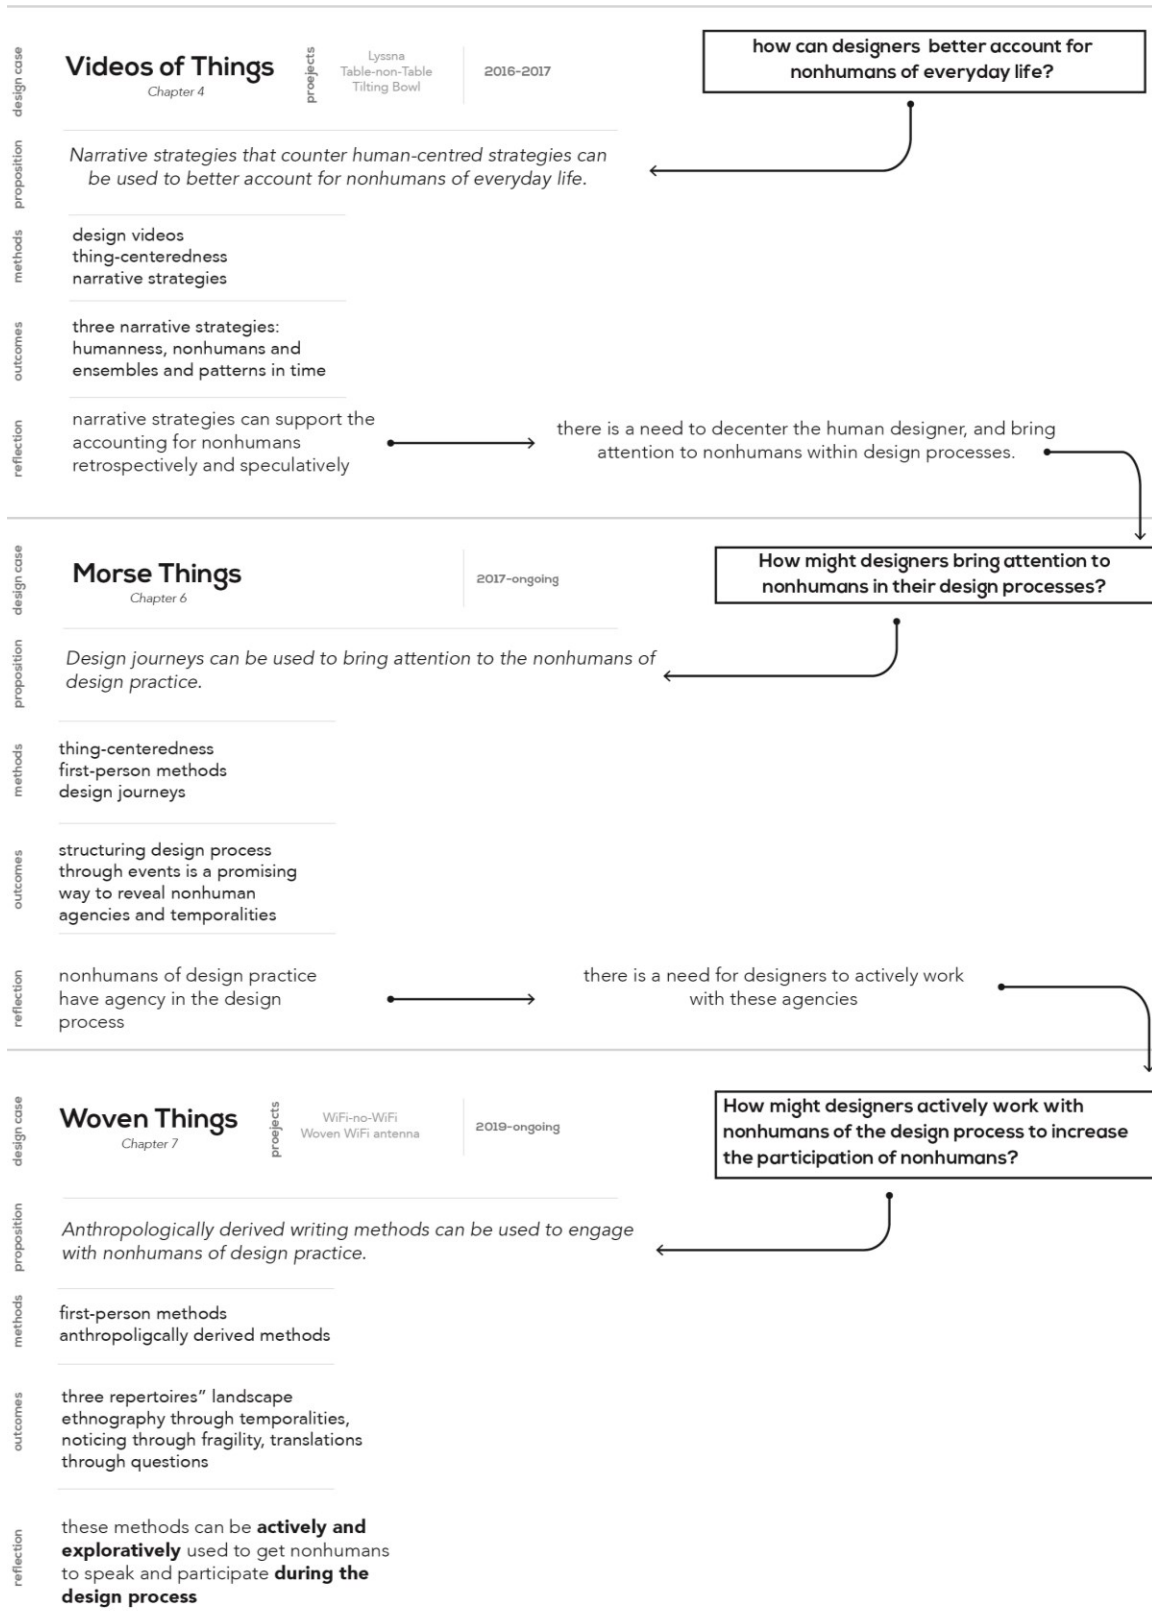 design case
Videos of Things
Chapter 4
proejects
Lyssna
Table-non-Table
Tilting Bowl
2016-2017
how can designers better account for
nonhumans of everyday life?
proposition
Narrative strategies that counter human-centred strategies can
be used to better account for nonhumans of everyday life.
methods
design videos
thing-centeredness
narrative strategies
outcomes
three narrative strategies:
humanness, nonhumans and
ensembles and patterns in time
reflection
narrative strategies can support the
accounting for nonhumans
retrospectively and speculatively
there is a need to decenter the human designer, and bring
attention to nonhumans within design processes.
design case
Morse Things
Chapter 6
2017-ongoing
How might designers bring attention to
nonhumans in their design processes?
proposition
Design journeys can be used to bring attention to the nonhumans of
design practice.
methods
thing-centeredness
first-person methods
design journeys
outcomes
structuring design process
through events is a promising
way to reveal nonhuman
agencies and temporalities
reflection
nonhumans of design practice
have agency in the design
process
there is a need for designers to actively work
with these agencies
design case
Woven Things
Chapter 7
proejects
WiFi-no-WiFi
Woven WiFi antenna
2019-ongoing
How might designers actively work with
nonhumans of the design process to increase
the participation of nonhumans?
proposition
Anthropologically derived writing methods can be used to engage
with nonhumans of design practice.
methods
first-person methods
anthropoligcally derived methods
outcomes
three repertoires” landscape
ethnography through temporalities,
noticing through fragility, translations
through questions
reflection
these methods can be actively and
exploratively used to get nonhumans
to speak and participate during the
design process